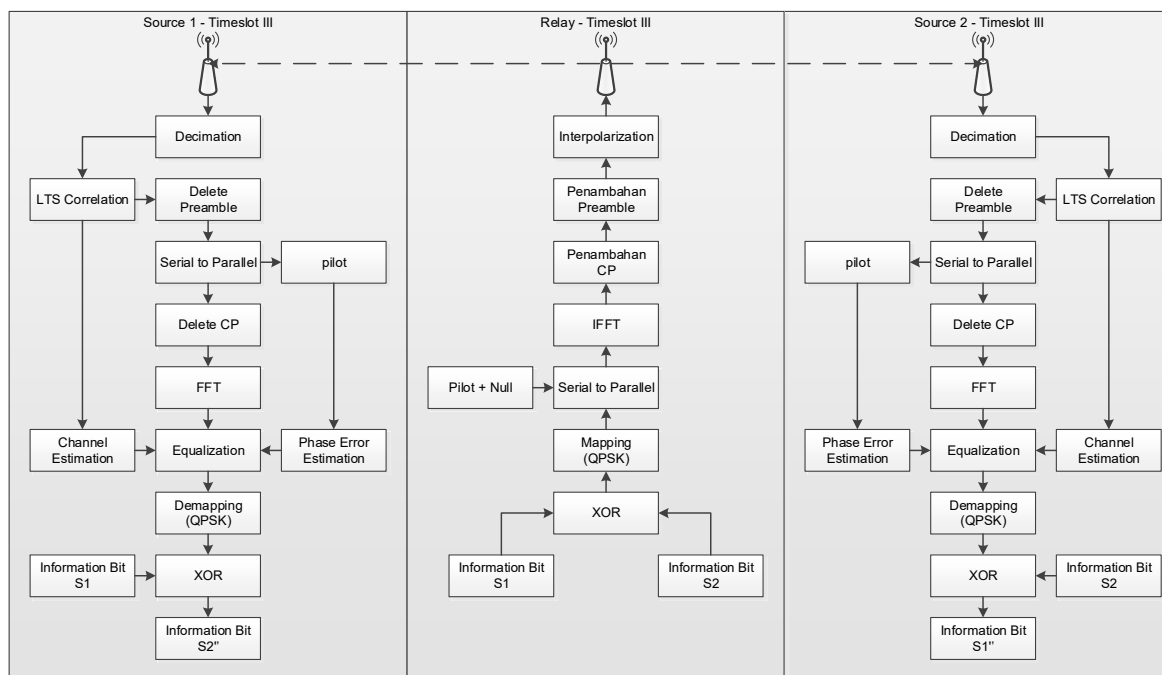 Source 1 - Timeslot III
Decimation
LTS Correlation
Delete
Preamble
Serial to Parallel
pilot
Delete CP
FFT
Channel
Estimation
Equalization
Phase Error
Estimation
Demapping
(QPSK)
Information Bit
S1
XOR
Information Bit
S2"
Relay - Timeslot III
Interpolarization
Penambahan
Preamble
Penambahan
CP
IFFT
Pilot + Null
Serial to Parallel
Mapping
(QPSK)
XOR
Information Bit
S1
Information Bit
S2
Source 2 - Timeslot III
Decimation
Delete
Preamble
LTS Correlation
pilot
Serial to Parallel
Delete CP
FFT
Phase Error
Estimation
Equalization
Channel
Estimation
Demapping
(QPSK)
XOR
Information Bit
S2
Information Bit
S1"